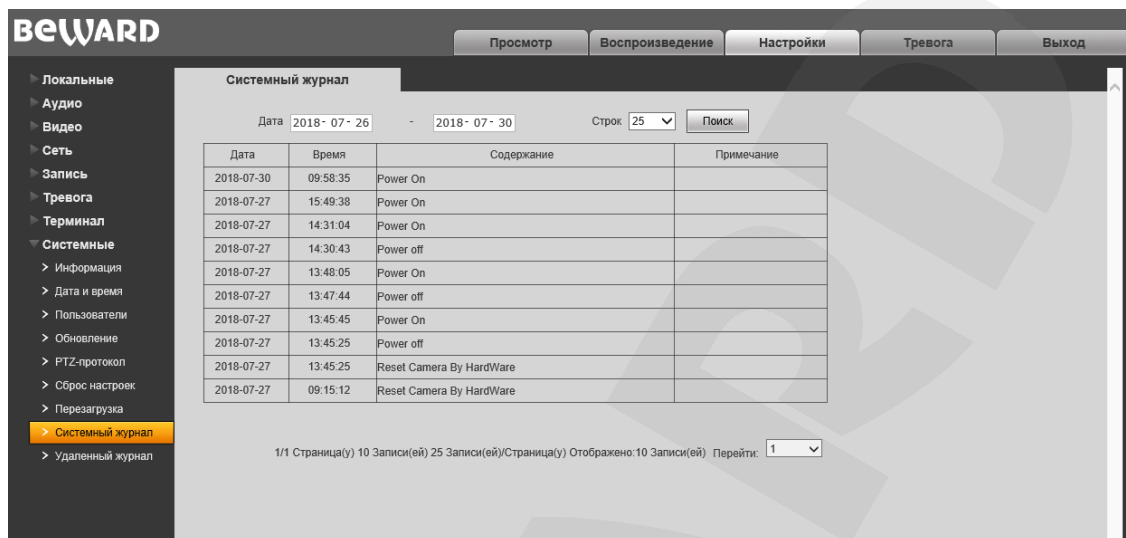 BEWARD
Просмотр Воспроизведение Настройки Тревога Выход
Локальные
Аудио
Видео
Сеть
Запись
Тревога
Терминал
Системные
Информация
Дата и время
Пользователи
Обновление
PTZ-протокол
Сброс настроек
Перезагрузка
Системный журнал
Удаленный журнал
Системный журнал
Дата 2018- 07- 26 - 2018- 07- 30 Строк 25 Поиск
Дата Время Содержание Примечание
2018-07-30 09:58:35 Power On
2018-07-27 15:49:38 Power On
2018-07-27 14:31:04 Power On
2018-07-27 14:30:43 Power off
2018-07-27 13:48:05 Power On
2018-07-27 13:47:44 Power off
2018-07-27 13:45:45 Power On
2018-07-27 13:45:25 Power off
2018-07-27 13:45:25 Reset Camera By HardWare
2018-07-27 09:15:12 Reset Camera By HardWare
1/1 Страница(у) 10 Записи(ей) 25 Записи(ей)/Страница(у) Отображено:10 Записи(ей) Перейти: 1